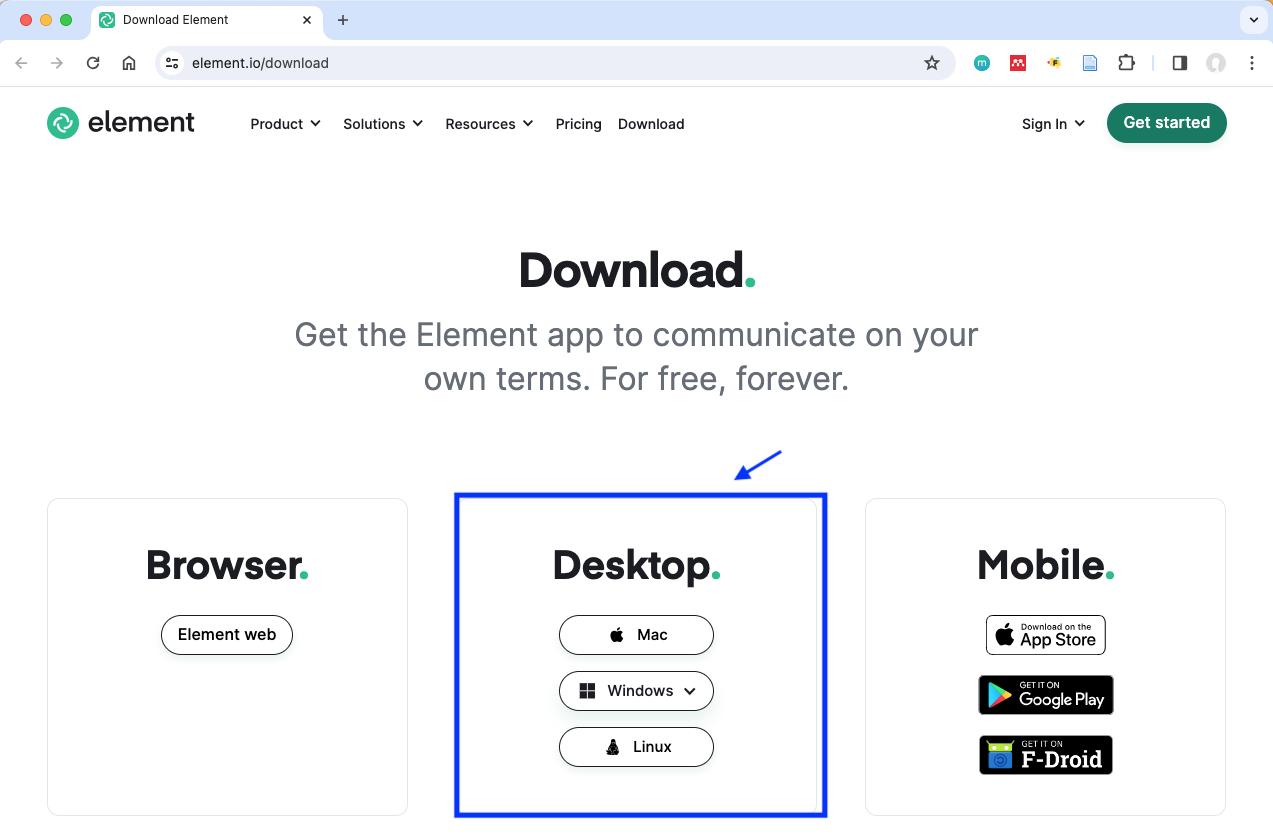 Download Element
element.io/download
element
Product
Solutions
Resources
Pricing
Download
Sign In
Get started
Download.
Get the Element app to communicate on your
own terms. For free, forever.
Browser.
Element web
Desktop.
Mac
Windows
Linux
Mobile.
Download on the
App Store
GET IT ON
Google Play
GET IT ON
F-Droid